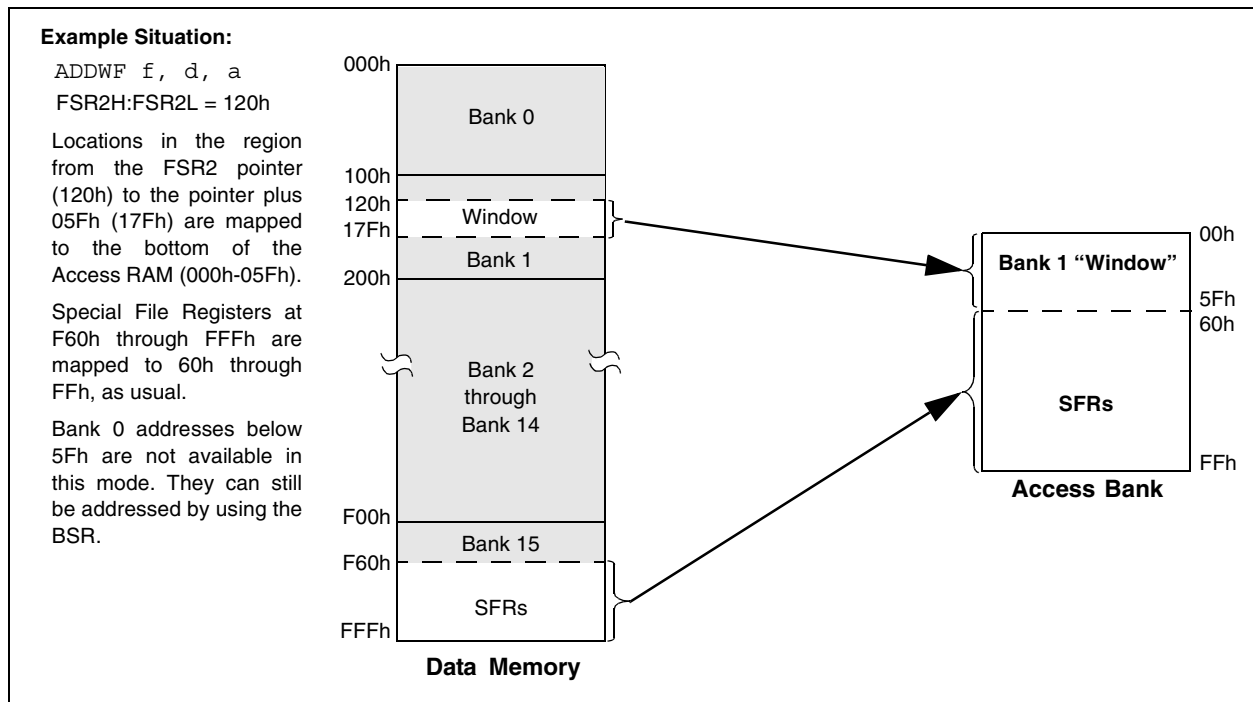 Example Situation:
ADDWF f, d, a
FSR2H:FSR2L = 120h
Locations in the region
from the FSR2 pointer
(120h) to the pointer plus
05Fh (17Fh) are mapped
to the bottom of the
Access RAM (000h-05Fh).
Special File Registers at
F60h through FFFh are
mapped to 60h through
FFh, as usual.
Bank 0 addresses below
5Fh are not available in
this mode. They can still
be addressed by using the
BSR.
000h
Bank 0
100h
120h
Window
17Fh
Bank 1
200h
Bank 2
through
Bank 14
F00h
Bank 15
F60h
SFRs
FFFh
Data Memory
00h
Bank 1 “Window”
5Fh
60h
SFRs
FFh
Access Bank